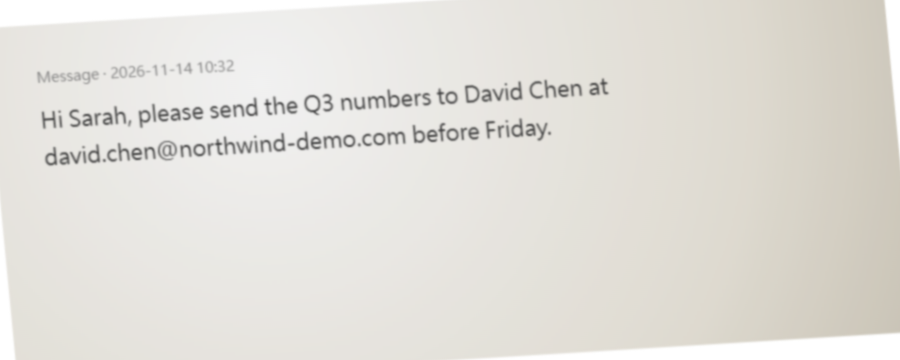 Message · 2026-11-14 10:32
Hi Sarah, please send the Q3 numbers to David Chen at
david.chen@northwind-demo.com before Friday.